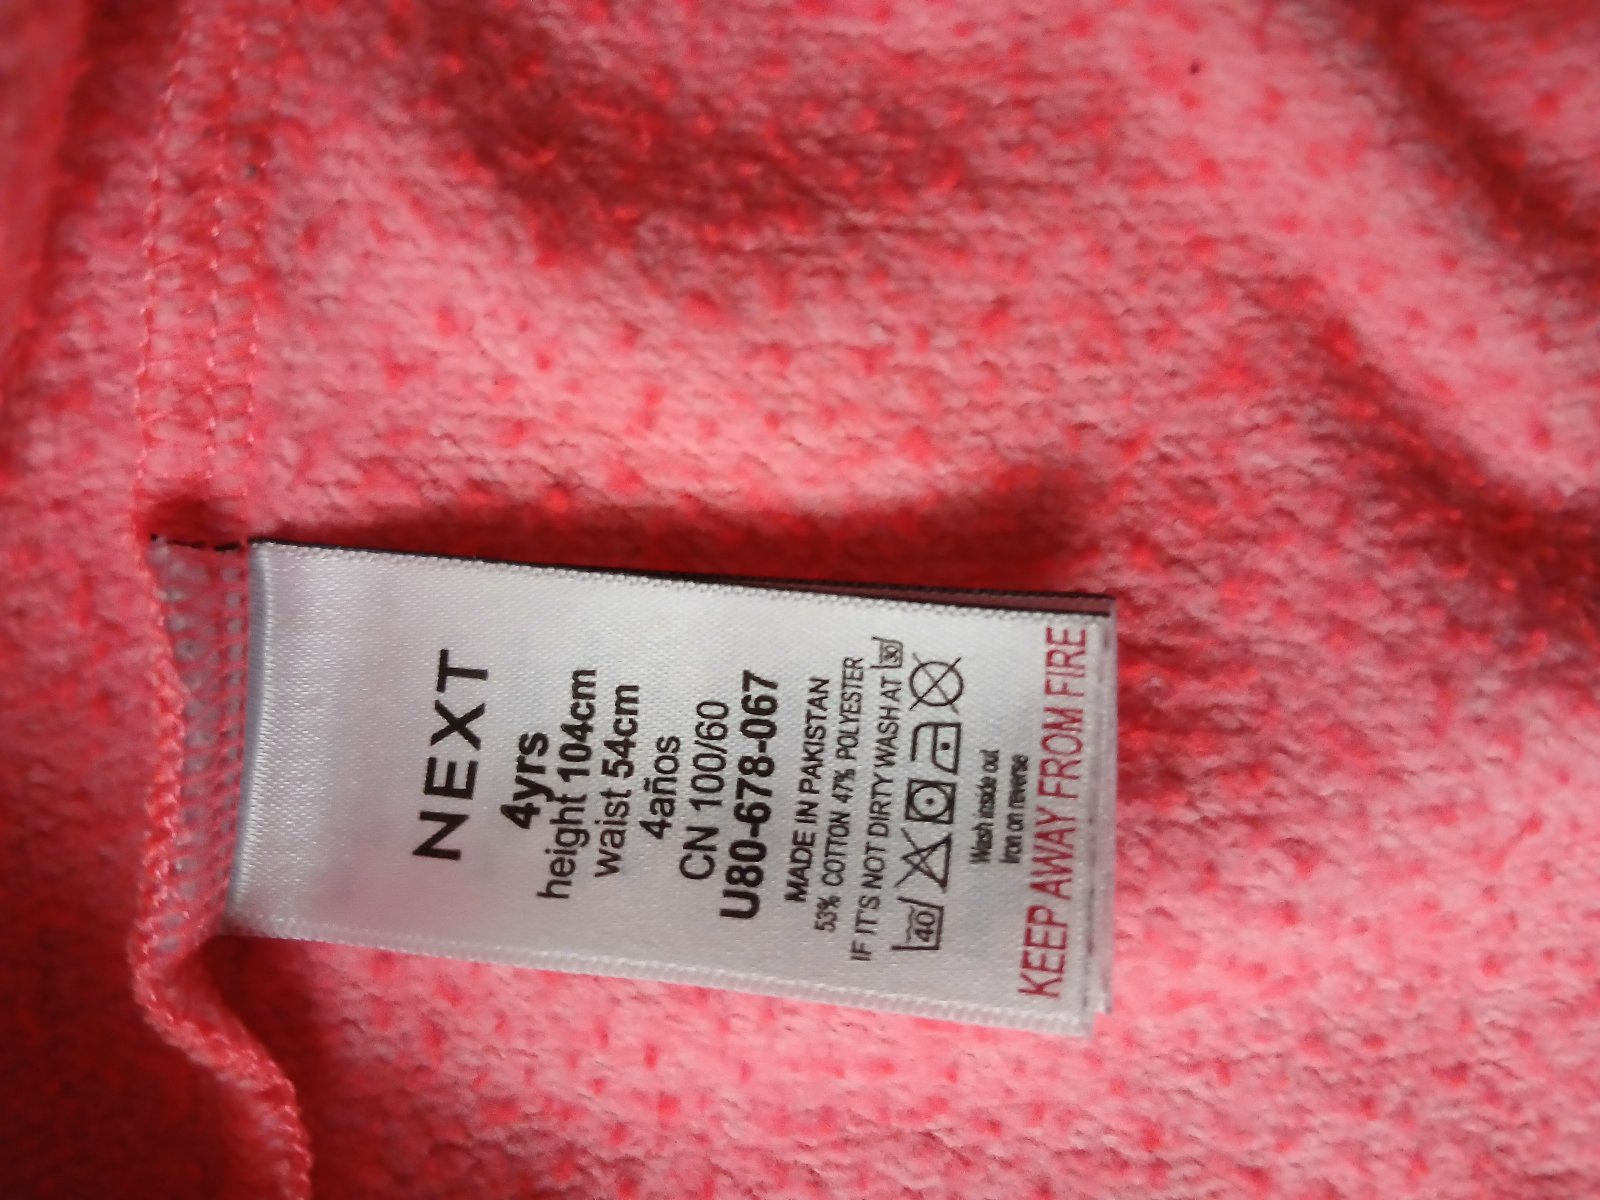 NEXT
4yrs
height 104cm
waist 54cm
4años
CN 100/60
U80-678-067
MADE IN PAKISTAN
53% COTTON 47% POLYESTER
IF IT'S NOT DIRTY WASH AT 30
40
Wash inside out
Iron on reverse
KEEP AWAY FROM FIRE